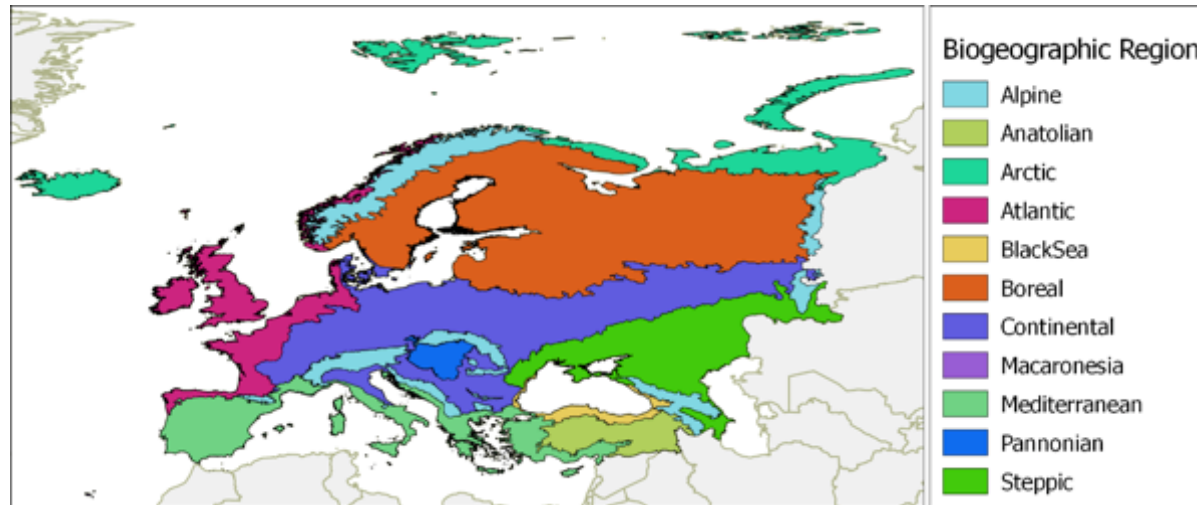 Biogeographic Region
Alpine
Anatolian
Arctic
Atlantic
BlackSea
Boreal
Continental
Macaronesia
Mediterranean
Pannonian
Steppic